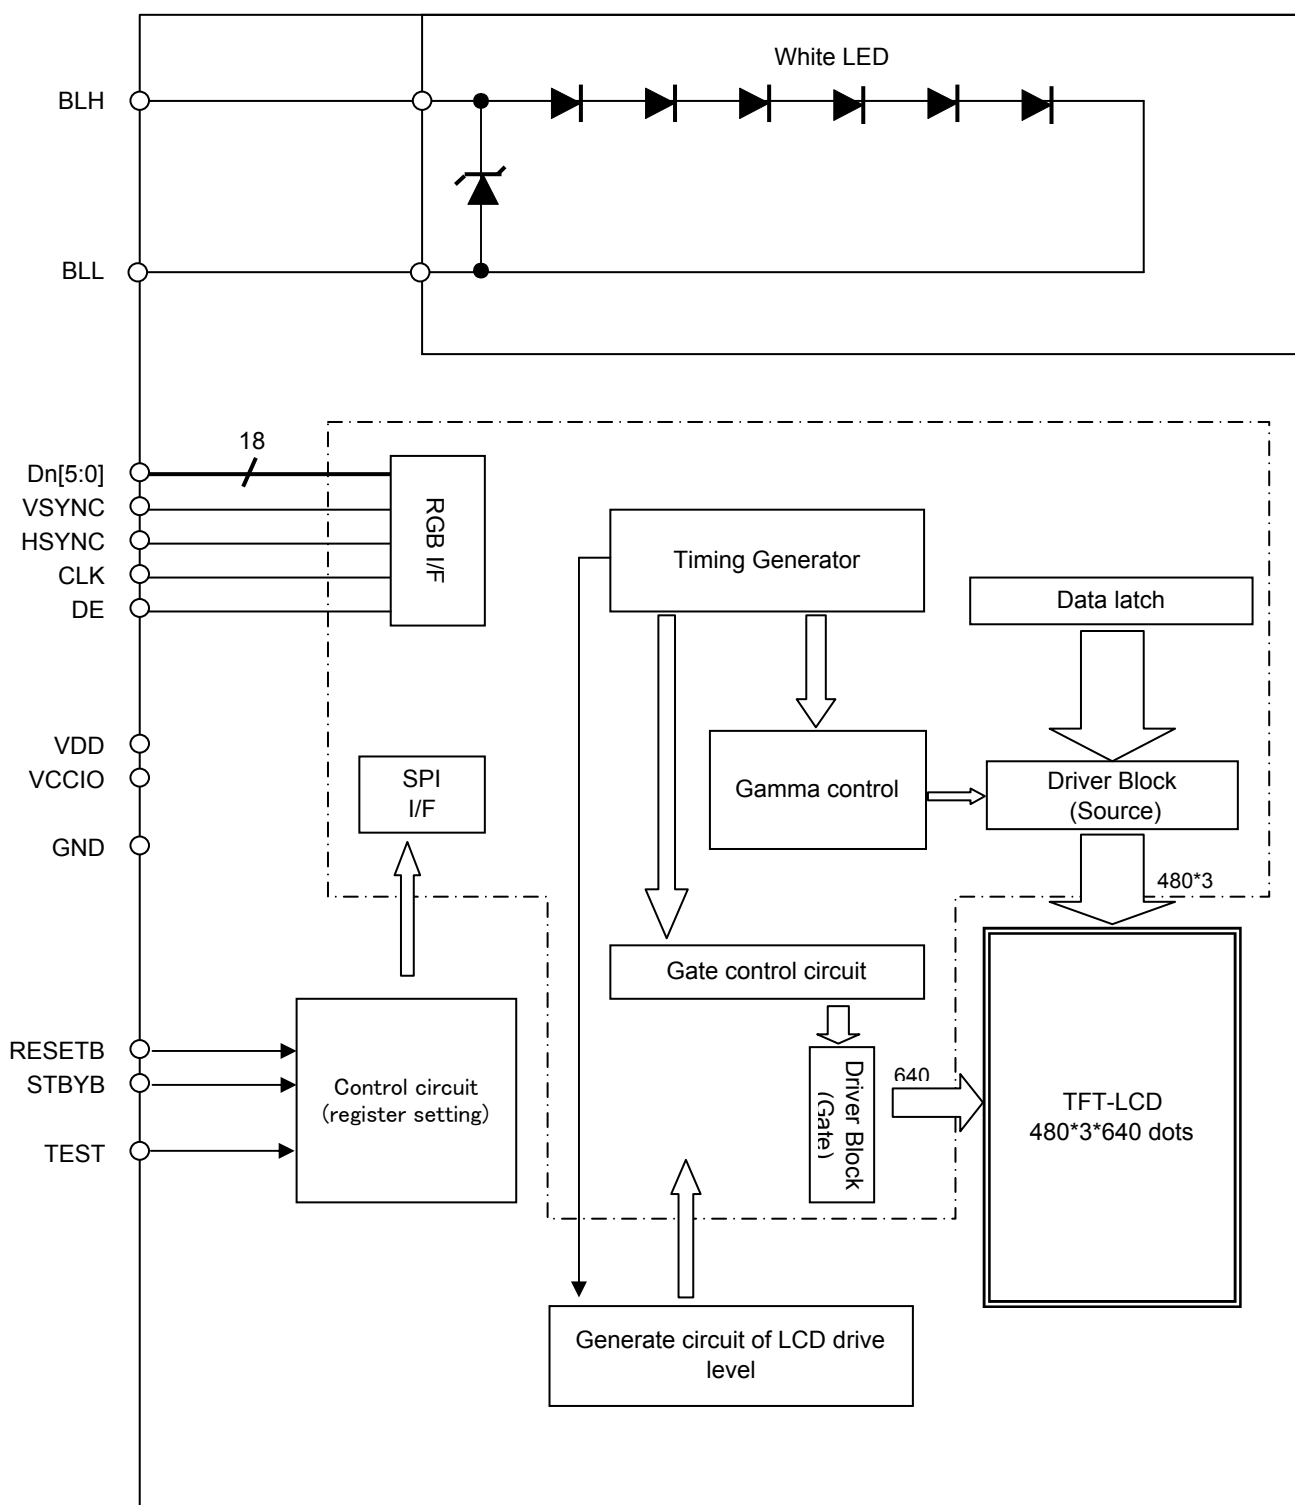 White LED
BLH
BLL
18
Dn[5:0]
VSYNC
HSYNC
CLK
DE
RGB I/F
Timing Generator
Data latch
VDD
VCCIO
GND
SPI
I/F
Gamma control
Driver Block
(Source)
480*3
Gate control circuit
RESETB
STBYB
TEST
Control circuit
(register setting)
Driver Block
(Gate)
640
TFT-LCD
480*3*640 dots
Generate circuit of LCD drive
level